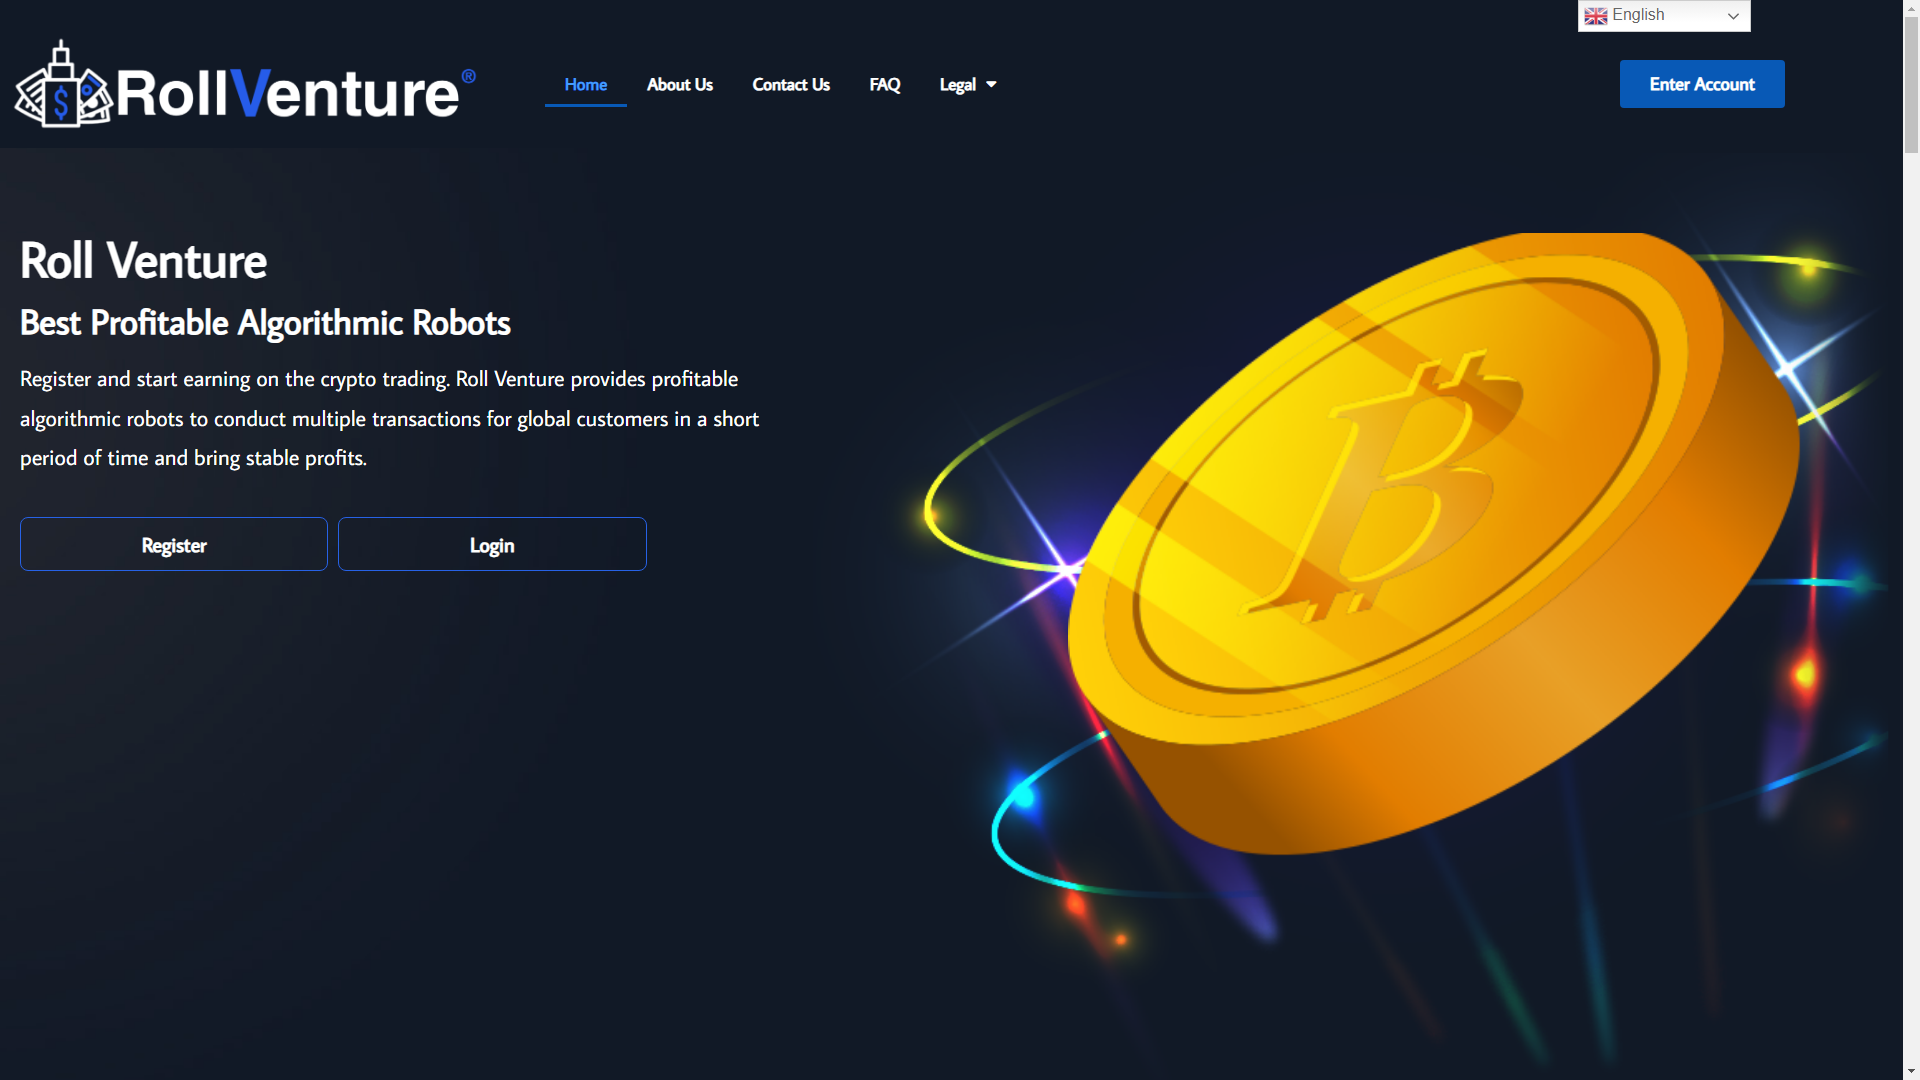 English
RollVenture®
Home
About Us
Contact Us
FAQ
Legal
Enter Account
Roll Venture
Best Profitable Algorithmic Robots
Register and start earning on the crypto trading. Roll Venture provides profitable
algorithmic robots to conduct multiple transactions for global customers in a short
period of time and bring stable profits.
Register
Login